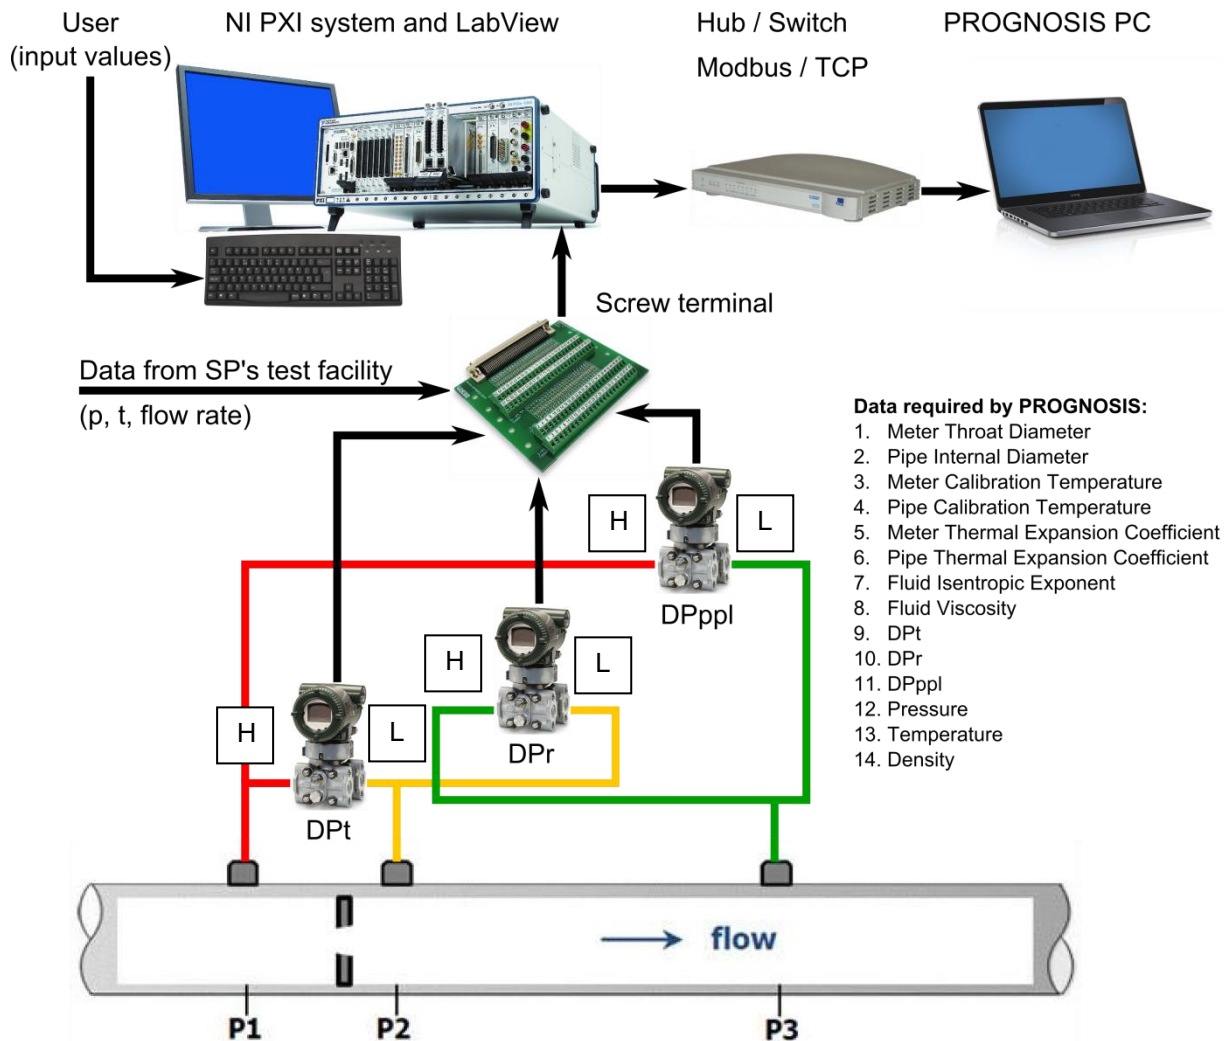 User
(input values)
NI PXI system and LabView
Hub / Switch
Modbus / TCP
PROGNOSIS PC
Screw terminal
Data from SP's test facility
(p, t, flow rate)
Data required by PROGNOSIS:
1. Meter Throat Diameter
2. Pipe Internal Diameter
3. Meter Calibration Temperature
4. Pipe Calibration Temperature
5. Meter Thermal Expansion Coefficient
6. Pipe Thermal Expansion Coefficient
7. Fluid Isentropic Exponent
8. Fluid Viscosity
9. DPt
10. DPr
11. DPppl
12. Pressure
13. Temperature
14. Density
H
L
DPppl
H
L
DPr
H
L
DPt
flow
P1
P2
P3